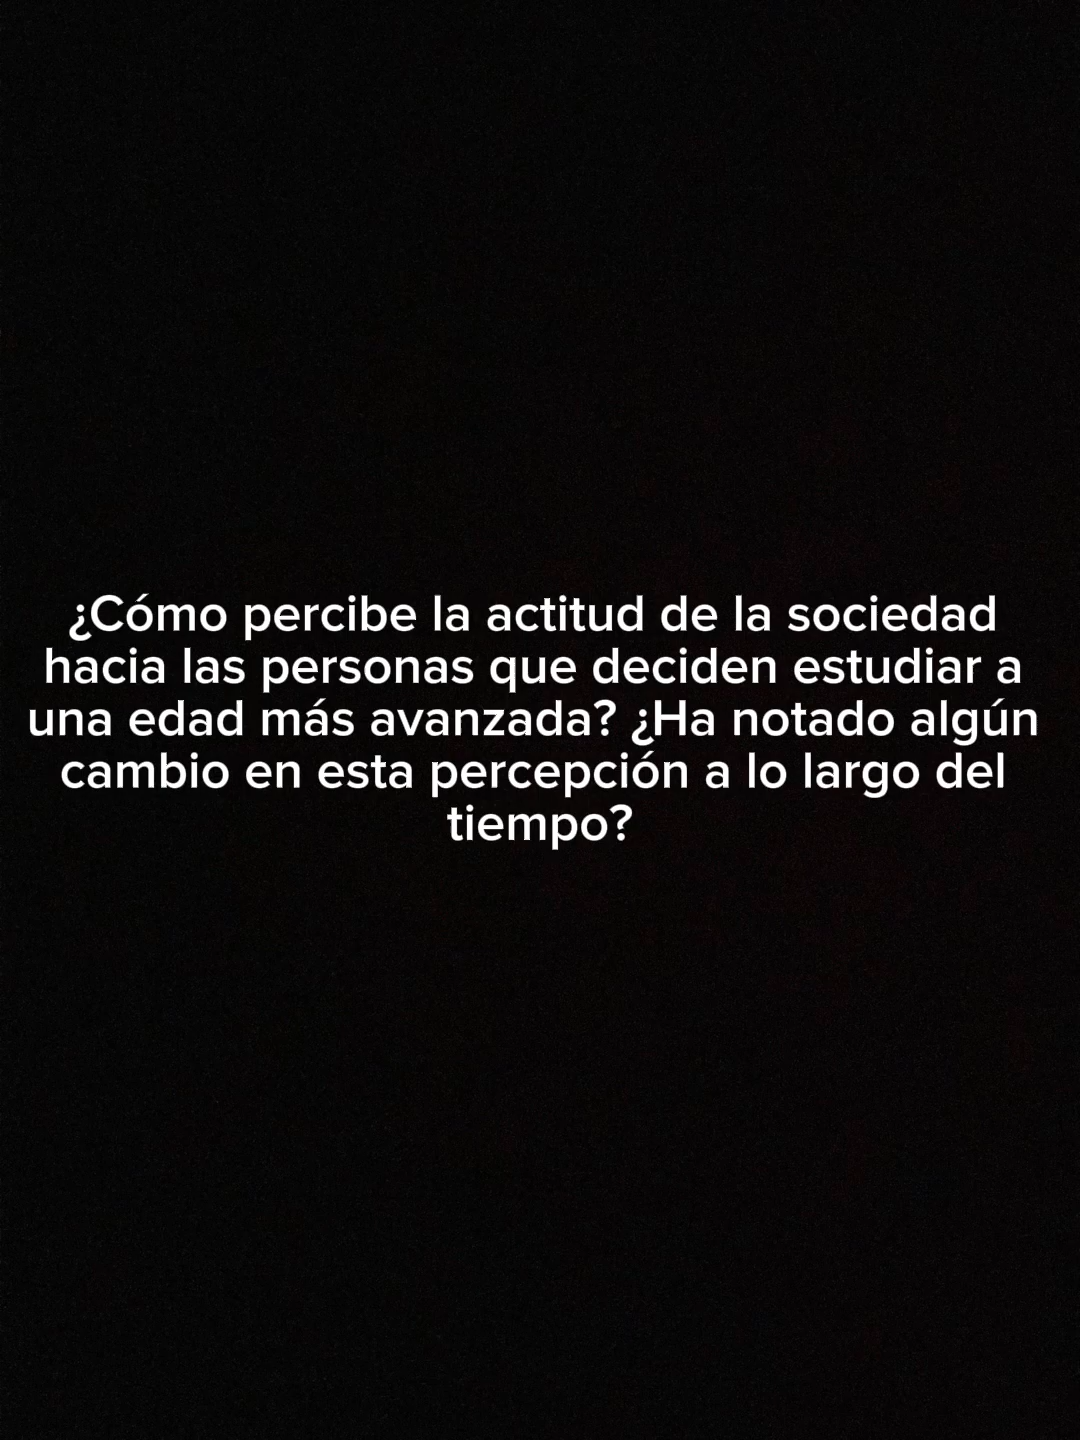 ¿Cómo percibe la actitud de la sociedad
hacia las personas que deciden estudiar a
una edad más avanzada? ¿Ha notado algún
cambio en esta percepción a lo largo del
tiempo?